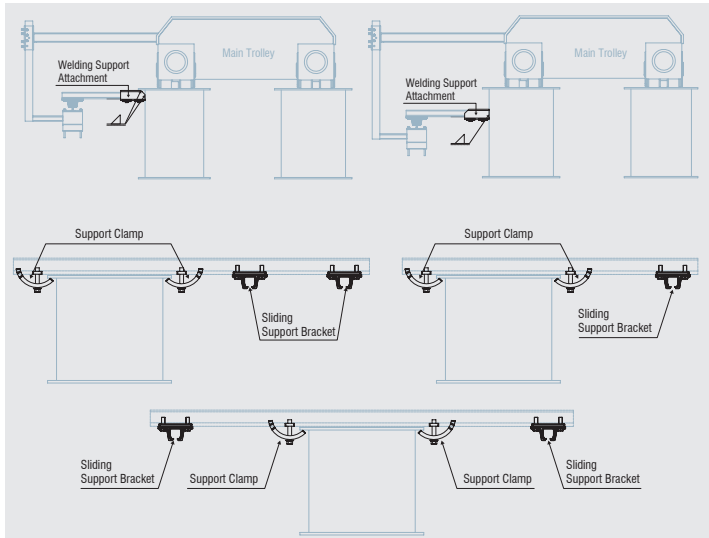 Main Trolley
Welding Support
Attachment
Main Trolley
Welding Support
Attachment
Support Clamp
Sliding
Support Bracket
Support Clamp
Sliding
Support Bracket
Sliding
Support Bracket
Support Clamp
Support Clamp
Sliding
Support Bracket